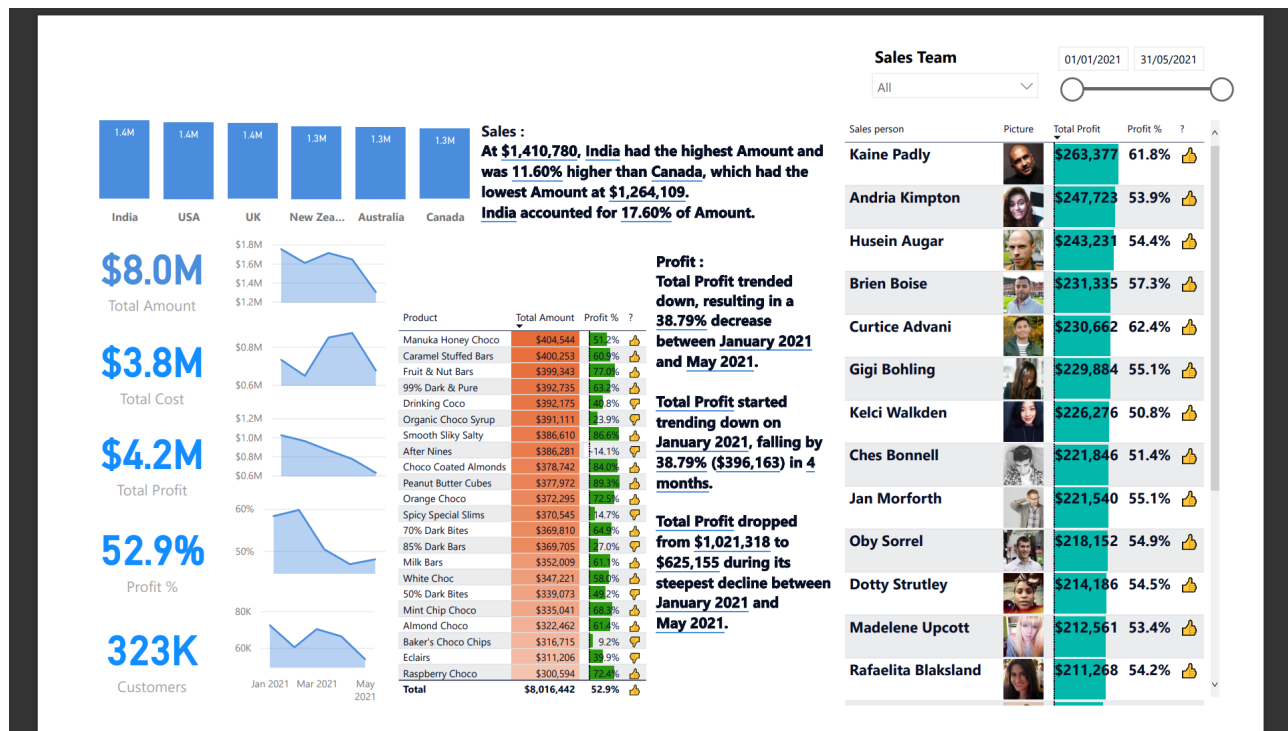 Sales Team
01/01/2021 31/05/2021
All
1.4M 1.4M 1.4M 1.3M 1.3M 1.3M
India USA UK New Zea... Australia Canada
Sales :
At $1,410,780, India had the highest Amount and
was 11.60% higher than Canada, which had the
lowest Amount at $1,264,109.
India accounted for 17.60% of Amount.
$8.0M
Total Amount
$1.8M
$1.6M
$1.4M
$1.2M
$3.8M
Total Cost
$0.8M
$0.6M
$4.2M
Total Profit
$1.2M
$1.0M
$0.8M
$0.6M
52.9%
Profit %
60%
50%
323K
Customers
80K
60K
Jan 2021 Mar 2021 May
2021
Product Total Amount Profit % ?
Manuka Honey Choco $404,544 51.2%
Caramel Stuffed Bars $400,253 60.9%
Fruit & Nut Bars $399,343 77.0%
99% Dark & Pure $392,735 63.2%
Drinking Coco $392,175 40.8%
Organic Choco Syrup $391,111 23.9%
Smooth Sliky Salty $386,610 86.6%
After Nines $386,281 -14.1%
Choco Coated Almonds $378,742 84.0%
Peanut Butter Cubes $377,972 89.3%
Orange Choco $372,295 72.5%
Spicy Special Slims $370,545 14.7%
70% Dark Bites $369,810 64.9%
85% Dark Bars $369,705 27.0%
Milk Bars $352,009 61.1%
White Choc $347,221 58.0%
50% Dark Bites $339,073 49.2%
Mint Chip Choco $335,041 68.3%
Almond Choco $322,462 61.4%
Baker's Choco Chips $316,715 9.2%
Eclairs $311,206 39.9%
Raspberry Choco $300,594 72.4%
Total $8,016,442 52.9%
Profit :
Total Profit trended
down, resulting in a
38.79% decrease
between January 2021
and May 2021.
Total Profit started
trending down on
January 2021, falling by
38.79% ($396,163) in 4
months.
Total Profit dropped
from $1,021,318 to
$625,155 during its
steepest decline between
January 2021 and
May 2021.
Sales person Picture Total Profit Profit % ?
Kaine Padly $263,377 61.8%
Andria Kimpton $247,723 53.9%
Husein Augar $243,231 54.4%
Brien Boise $231,335 57.3%
Curtice Advani $230,662 62.4%
Gigi Bohling $229,884 55.1%
Kelci Walkden $226,276 50.8%
Ches Bonnell $221,846 51.4%
Jan Morforth $221,540 55.1%
Oby Sorrel $218,152 54.9%
Dotty Strutley $214,186 54.5%
Madelene Upcott $212,561 53.4%
Rafaelita Blaksland $211,268 54.2%